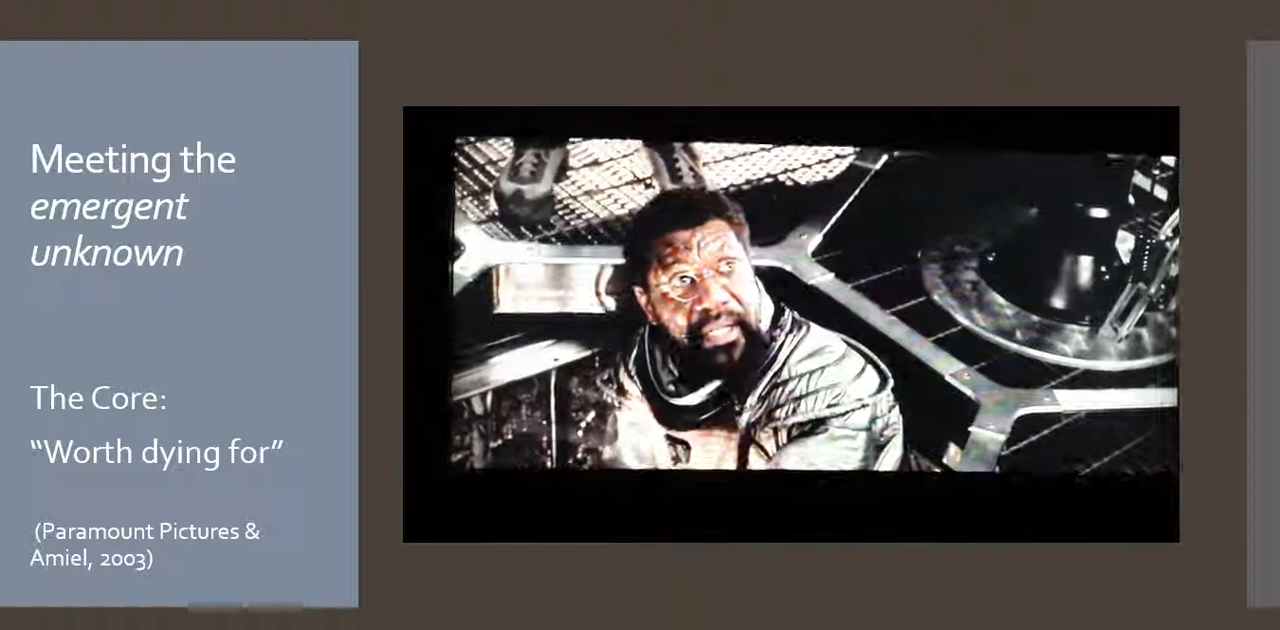 Meeting the
emergent
unknown
The Core:
“Worth dying for”
(Paramount Pictures &
Amiel, 2003)